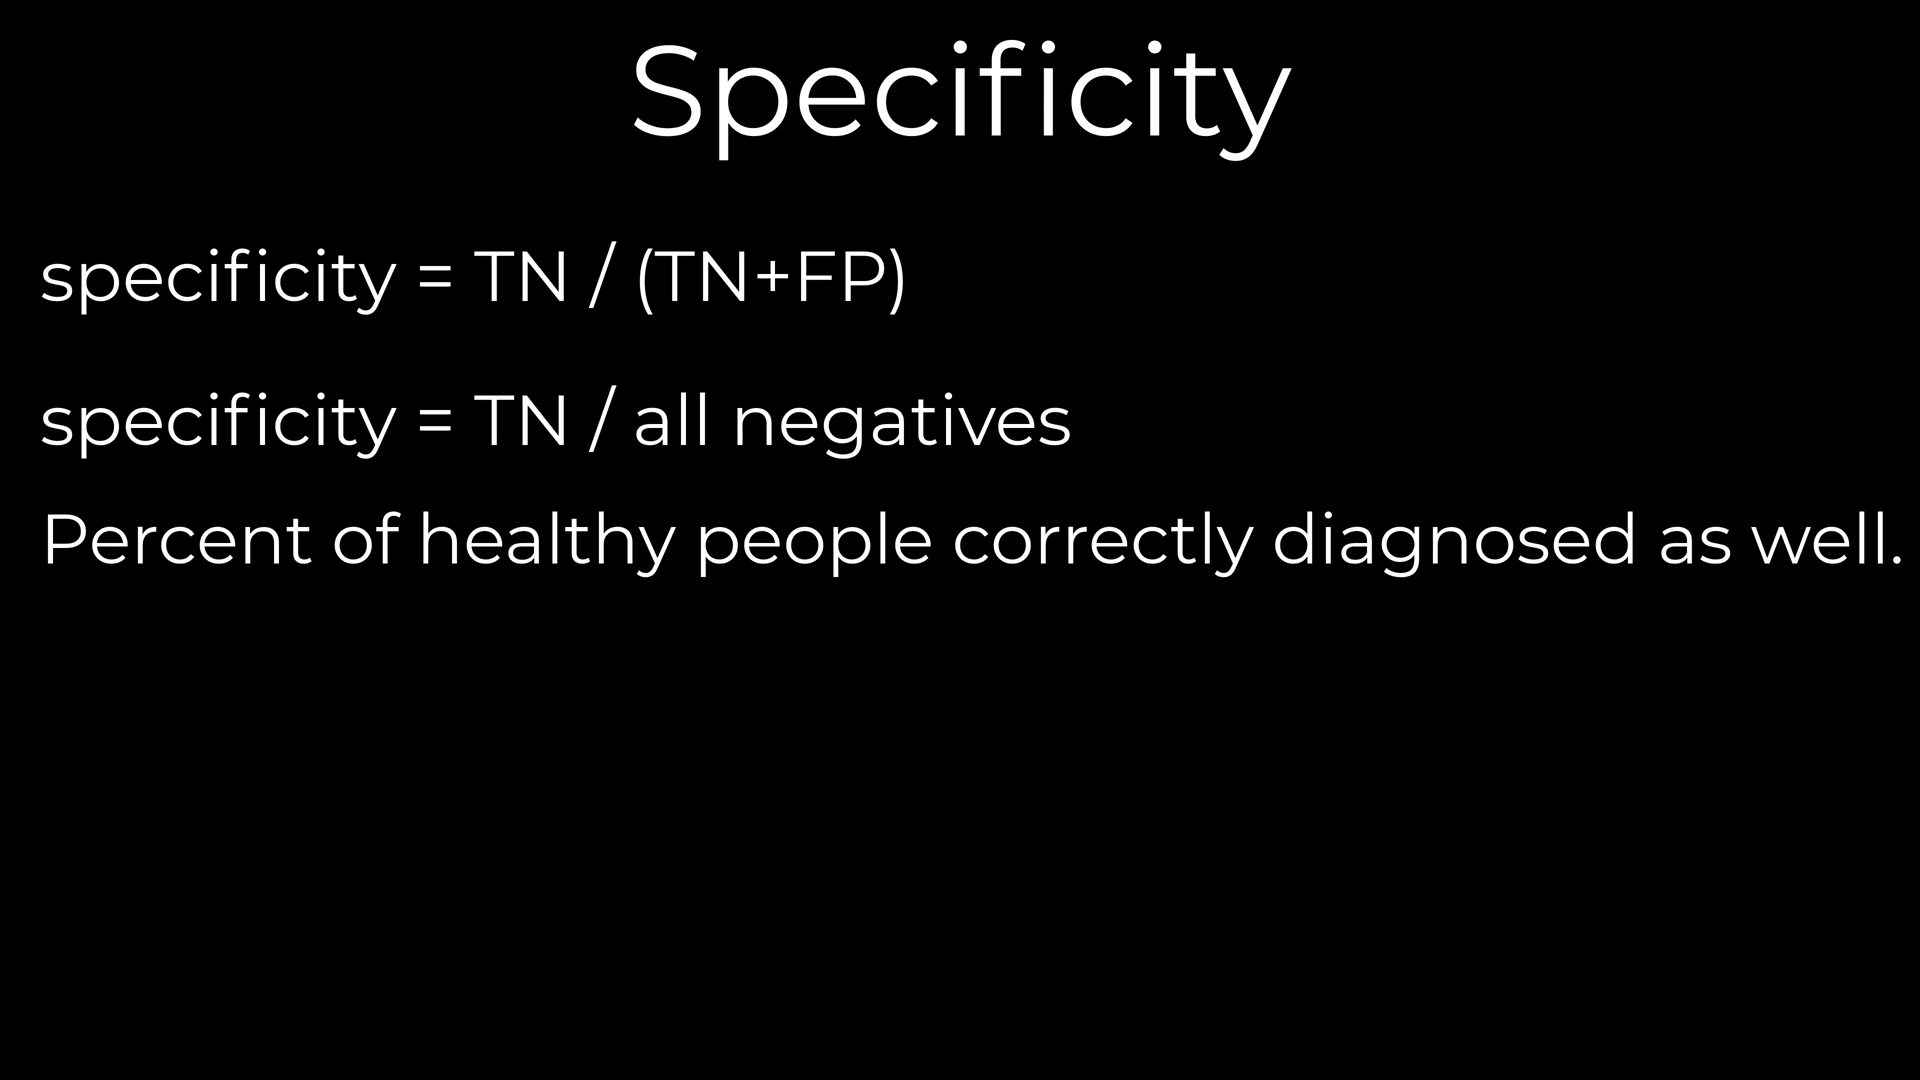 Specificity
specificity = TN / (TN+FP)
specificity = TN / all negatives
Percent of healthy people correctly diagnosed as well.